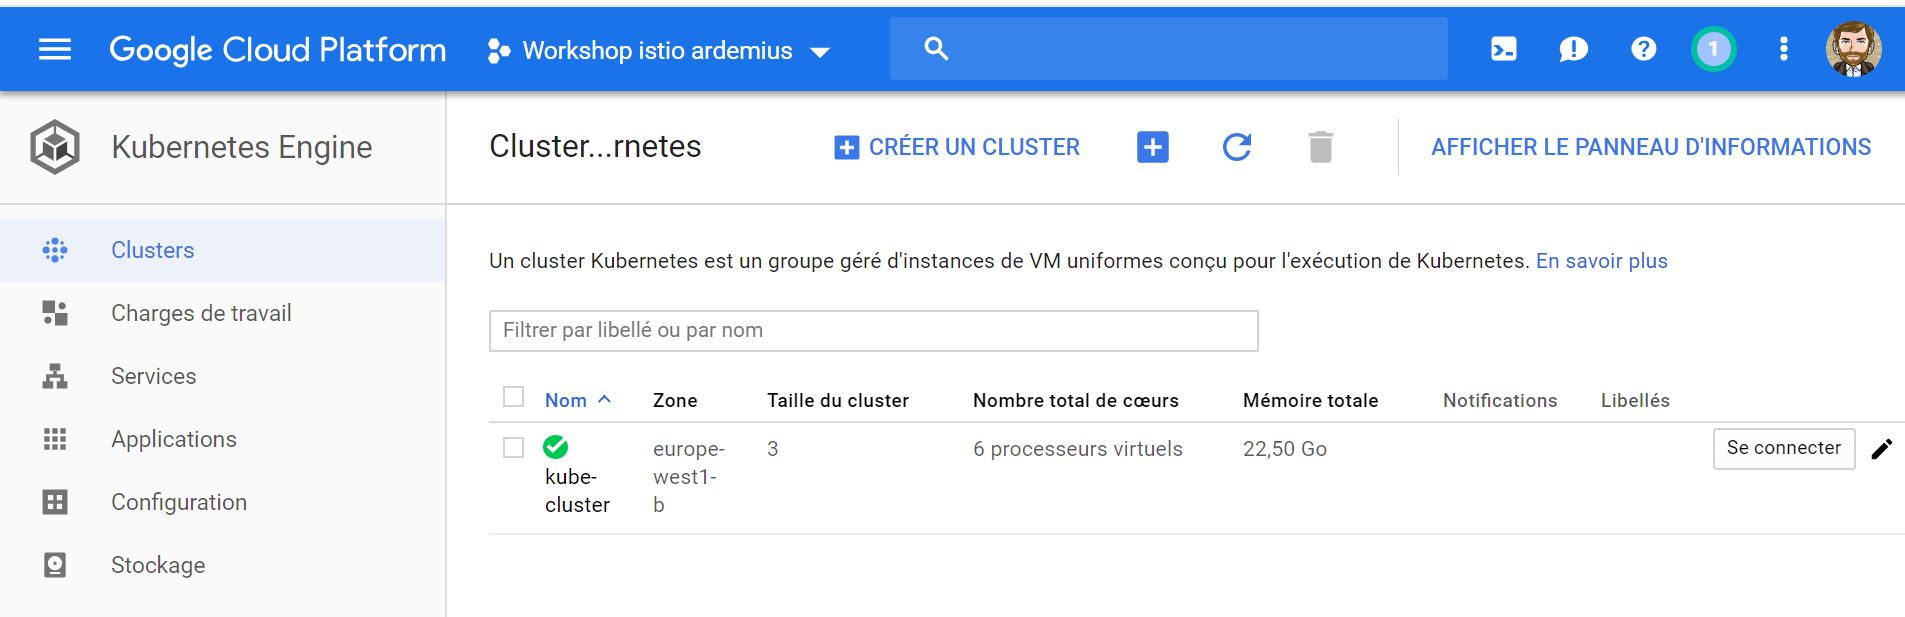 Google Cloud Platform
Workshop istio ardemius
1
Kubernetes Engine
Cluster...rnetes
CRÉER UN CLUSTER
AFFICHER LE PANNEAU D'INFORMATIONS
Clusters
Charges de travail
Services
Applications
Configuration
Stockage
Un cluster Kubernetes est un groupe géré d'instances de VM uniformes conçu pour l'exécution de Kubernetes. En savoir plus
Filtrer par libellé ou par nom
Nom Zone Taille du cluster Nombre total de cœurs Mémoire totale Notifications Libellés
europe- 3 6 processeurs virtuels 22,50 Go Se connecter
kube- west1-
cluster b